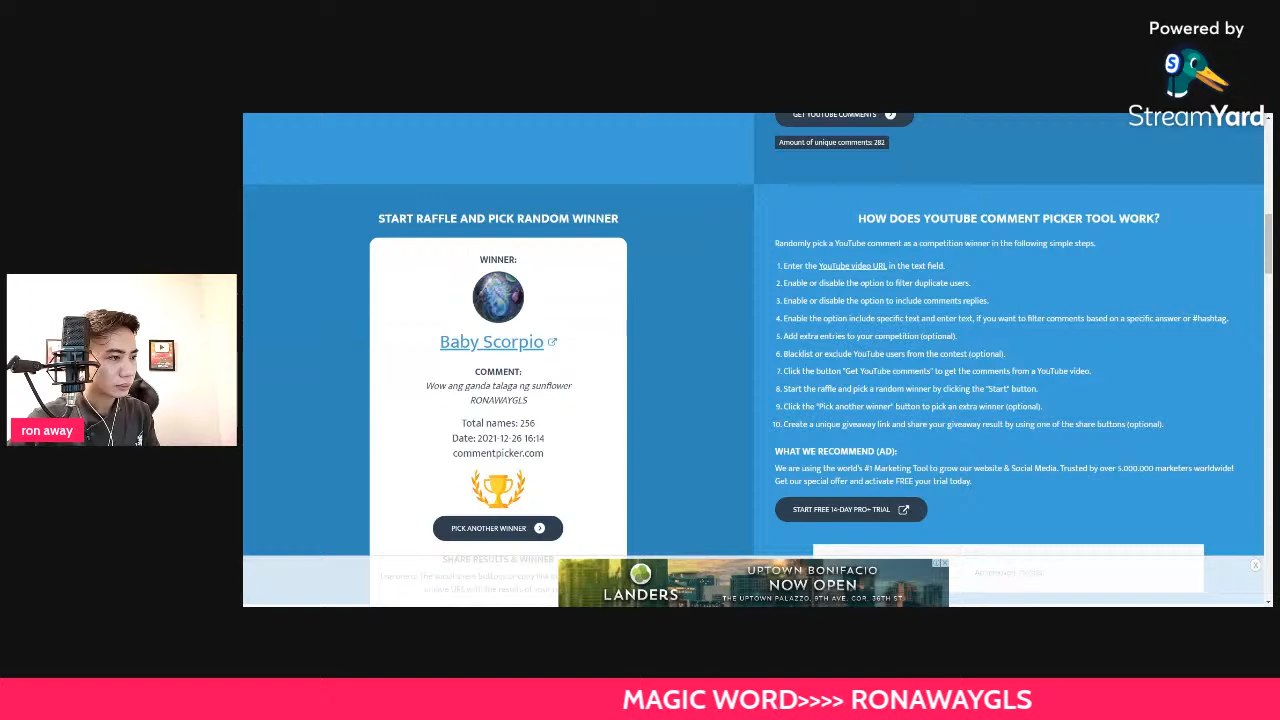 Powered by
StreamYard
GET YOUTUBE COMMENTS
Amount of unique comments: 282
START RAFFLE AND PICK RANDOM WINNER
WINNER:
Baby Scorpio
COMMENT:
Wow ang ganda talaga ng sunflower
RONAWAYGLS
Total names: 256
Date: 2021-12-26 16:14
commentpicker.com
PICK ANOTHER WINNER
SHARE RESULTS & WINNER
HOW DOES YOUTUBE COMMENT PICKER TOOL WORK?
Randomly pick a YouTube comment as a competition winner in the following simple steps.
1. Enter the YouTube video URL in the text field.
2. Enable or disable the option to filter duplicate users.
3. Enable or disable the option to include comments replies.
4. Enable the option include specific text and enter text, if you want to filter comments based on a specific answer or #hashtag.
5. Add extra entries to your competition (optional).
6. Blacklist or exclude YouTube users from the contest (optional).
7. Click the button "Get YouTube comments" to get the comments from a YouTube video.
8. Start the raffle and pick a random winner by clicking the "Start" button.
9. Click the "Pick another winner" button to pick an extra winner (optional).
10. Create a unique giveaway link and share your giveaway result by using one of the share buttons (optional).
WHAT WE RECOMMEND (AD):
We are using the world's #1 Marketing Tool to grow our website & Social Media. Trusted by over 5.000.000 marketers worldwide!
Get our special offer and activate FREE your trial today.
START FREE 14-DAY PRO+ TRIAL
LANDERS
UPTOWN BONIFACIO
NOW OPEN
THE UPTOWN PALAZZO, 9TH AVE. COR. 36TH ST.
X
ron away
MAGIC WORD>>>> RONAWAYGLS